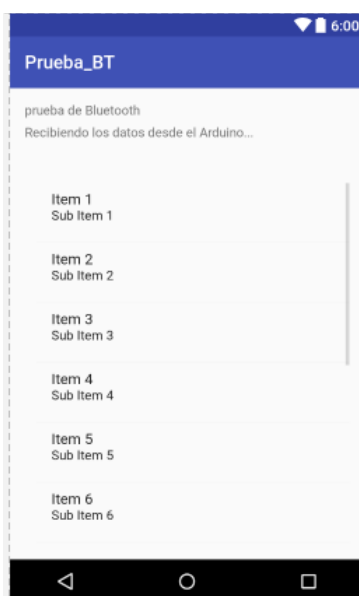 6:00
Prueba_BT
prueba de Bluetooth
Recibiendo los datos desde el Arduino...
Item 1
Sub Item 1
Item 2
Sub Item 2
Item 3
Sub Item 3
Item 4
Sub Item 4
Item 5
Sub Item 5
Item 6
Sub Item 6